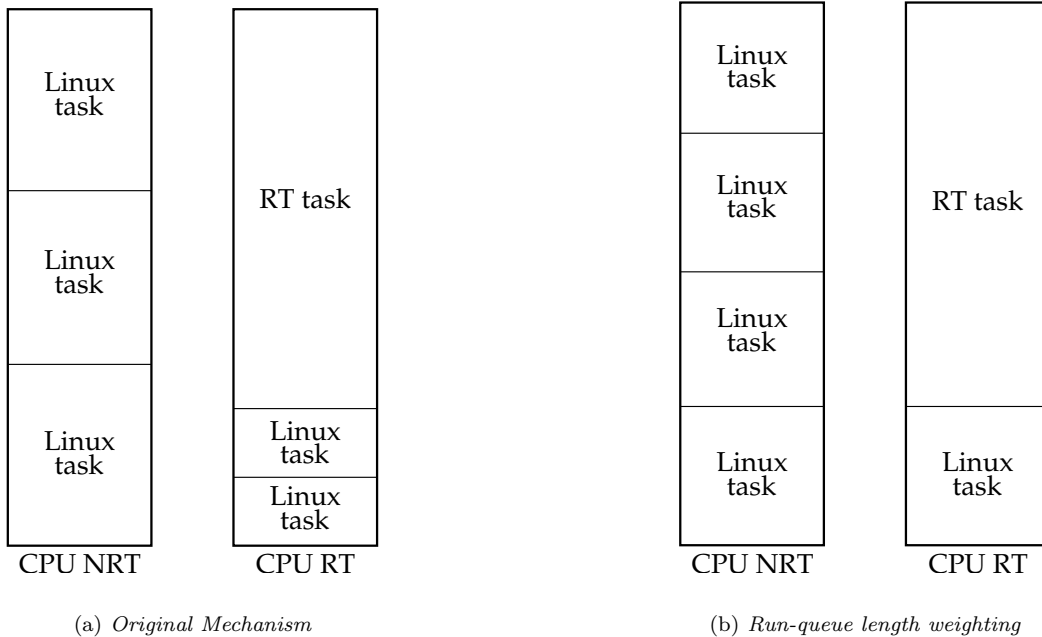 Linux
task
Linux
task
Linux
task
CPU NRT
RT task
Linux
task
Linux
task
CPU RT
(a) Original Mechanism
Linux
task
Linux
task
Linux
task
Linux
task
CPU NRT
RT task
Linux
task
CPU RT
(b) Run-queue length weighting